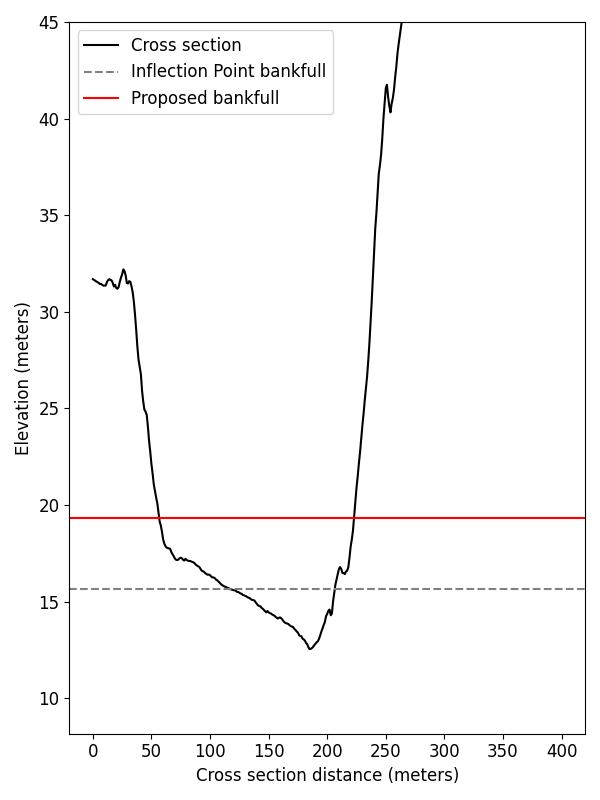 45
40
35
30
25
20
15
10
Elevation (meters)
Cross section
Inflection Point bankfull
Proposed bankfull
0 50 100 150 200 250 300 350 400
Cross section distance (meters)